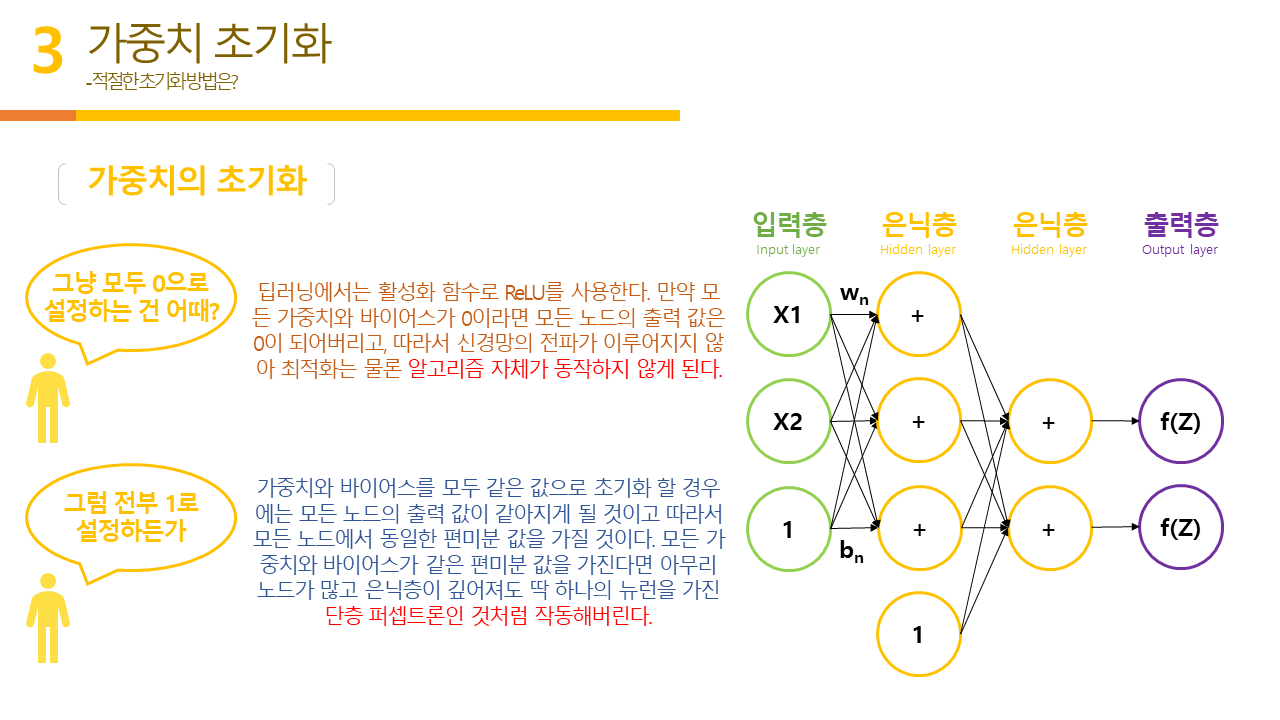 3 가중치 초기화
-적절한 초기화 방법은?
가중치의 초기화
그냥 모두 0으로
설정하는 건 어때?
딥러닝에서는 활성화 함수로 ReLU를 사용한다. 만약 모
든 가중치와 바이어스가 0이라면 모든 노드의 출력 값은
0이 되어버리고, 따라서 신경망의 전파가 이루어지지 않
아 최적화는 물론 알고리즘 자체가 동작하지 않게 된다.
그럼 전부 1로
설정하든가
가중치와 바이어스를 모두 같은 값으로 초기화 할 경우
에는 모든 노드의 출력 값이 같아지게 될 것이고 따라서
모든 노드에서 동일한 편미분 값을 가질 것이다. 모든 가
중치와 바이어스가 같은 편미분 값을 가진다면 아무리
노드가 많고 은닉층이 깊어져도 딱 하나의 뉴런을 가진
단층 퍼셉트론인 것처럼 작동해버린다.
입력층 은닉층 은닉층 출력층
Input layer Hidden layer Hidden layer Output layer
X1 wn +
X2 + + f(Z)
1 bn + + f(Z)
1